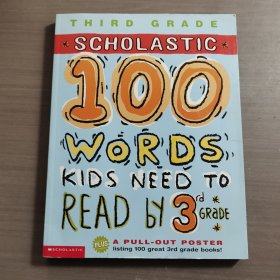 THIRD GRADE
SCHOLASTIC
100
WORDS
KIDS NEED TO
READ by 3rd GRADE
SCHOLASTIC
PLUS
A PULL-OUT POSTER
listing 100 great 3rd grade books!